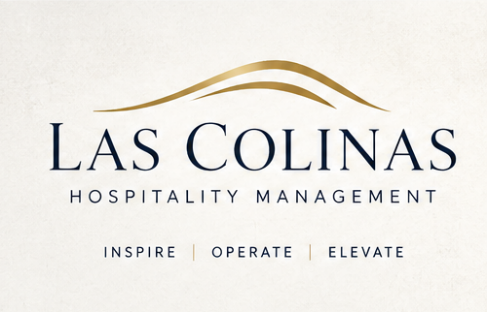 LAS COLINAS
HOSPITALITY MANAGEMENT
INSPIRE | OPERATE | ELEVATE